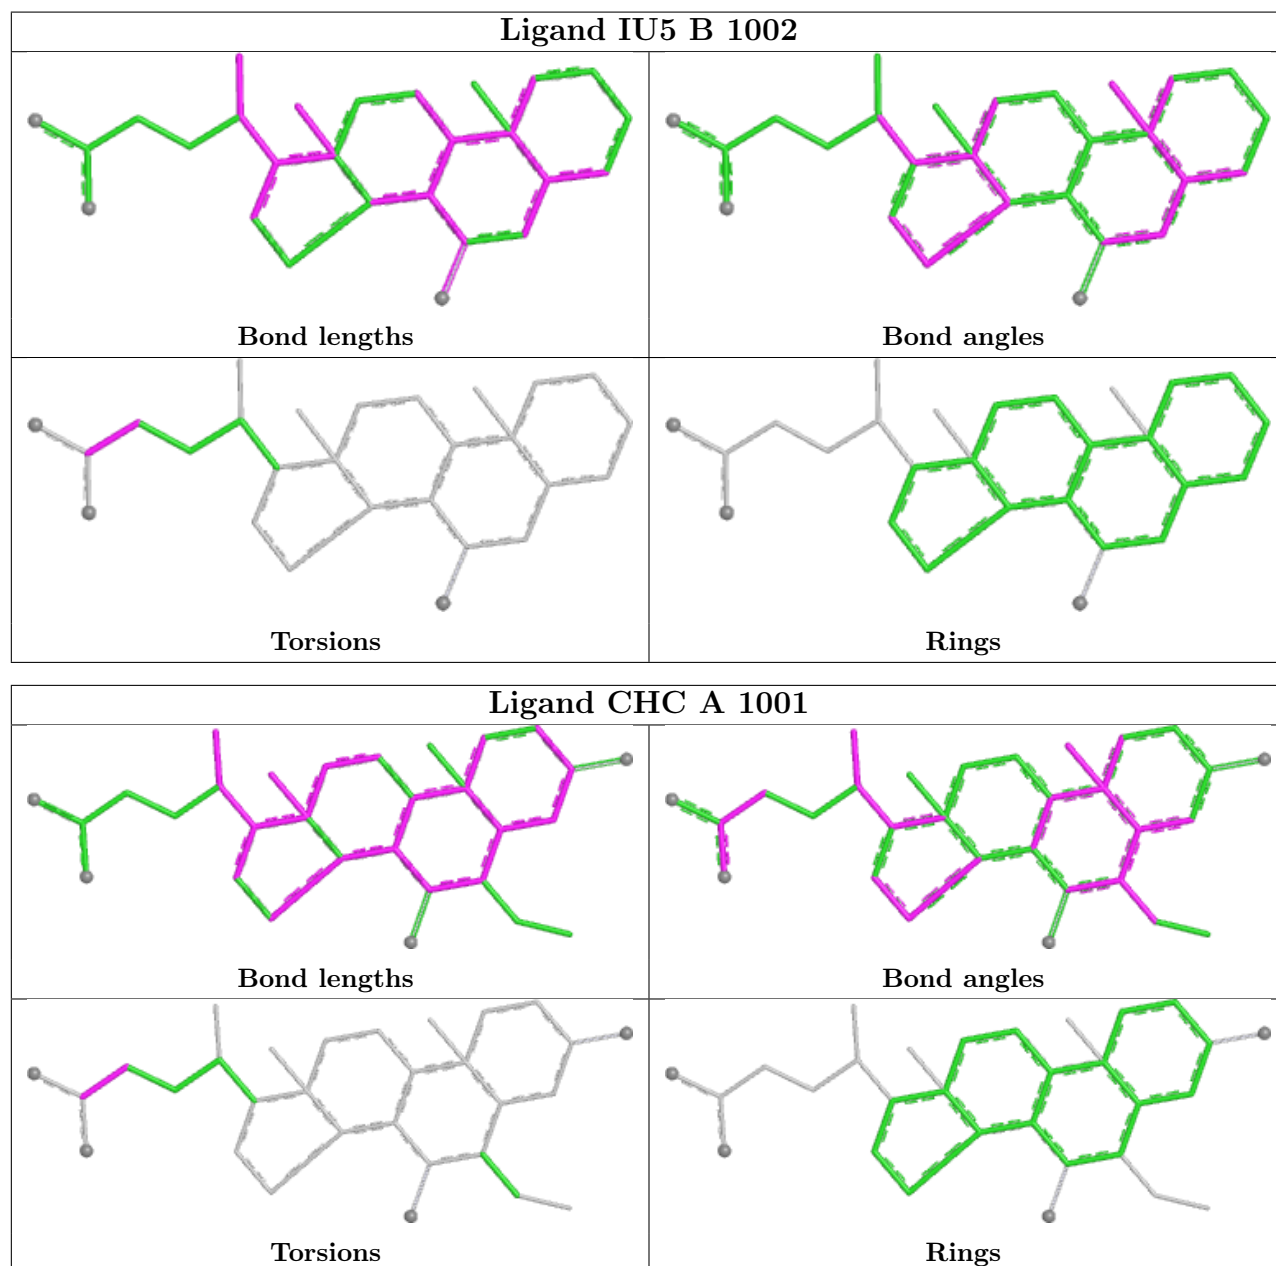 Ligand IU5 B 1002
Bond lengths
Bond angles
Torsions
Rings
Ligand CHC A 1001
Bond lengths
Bond angles
Torsions
Rings